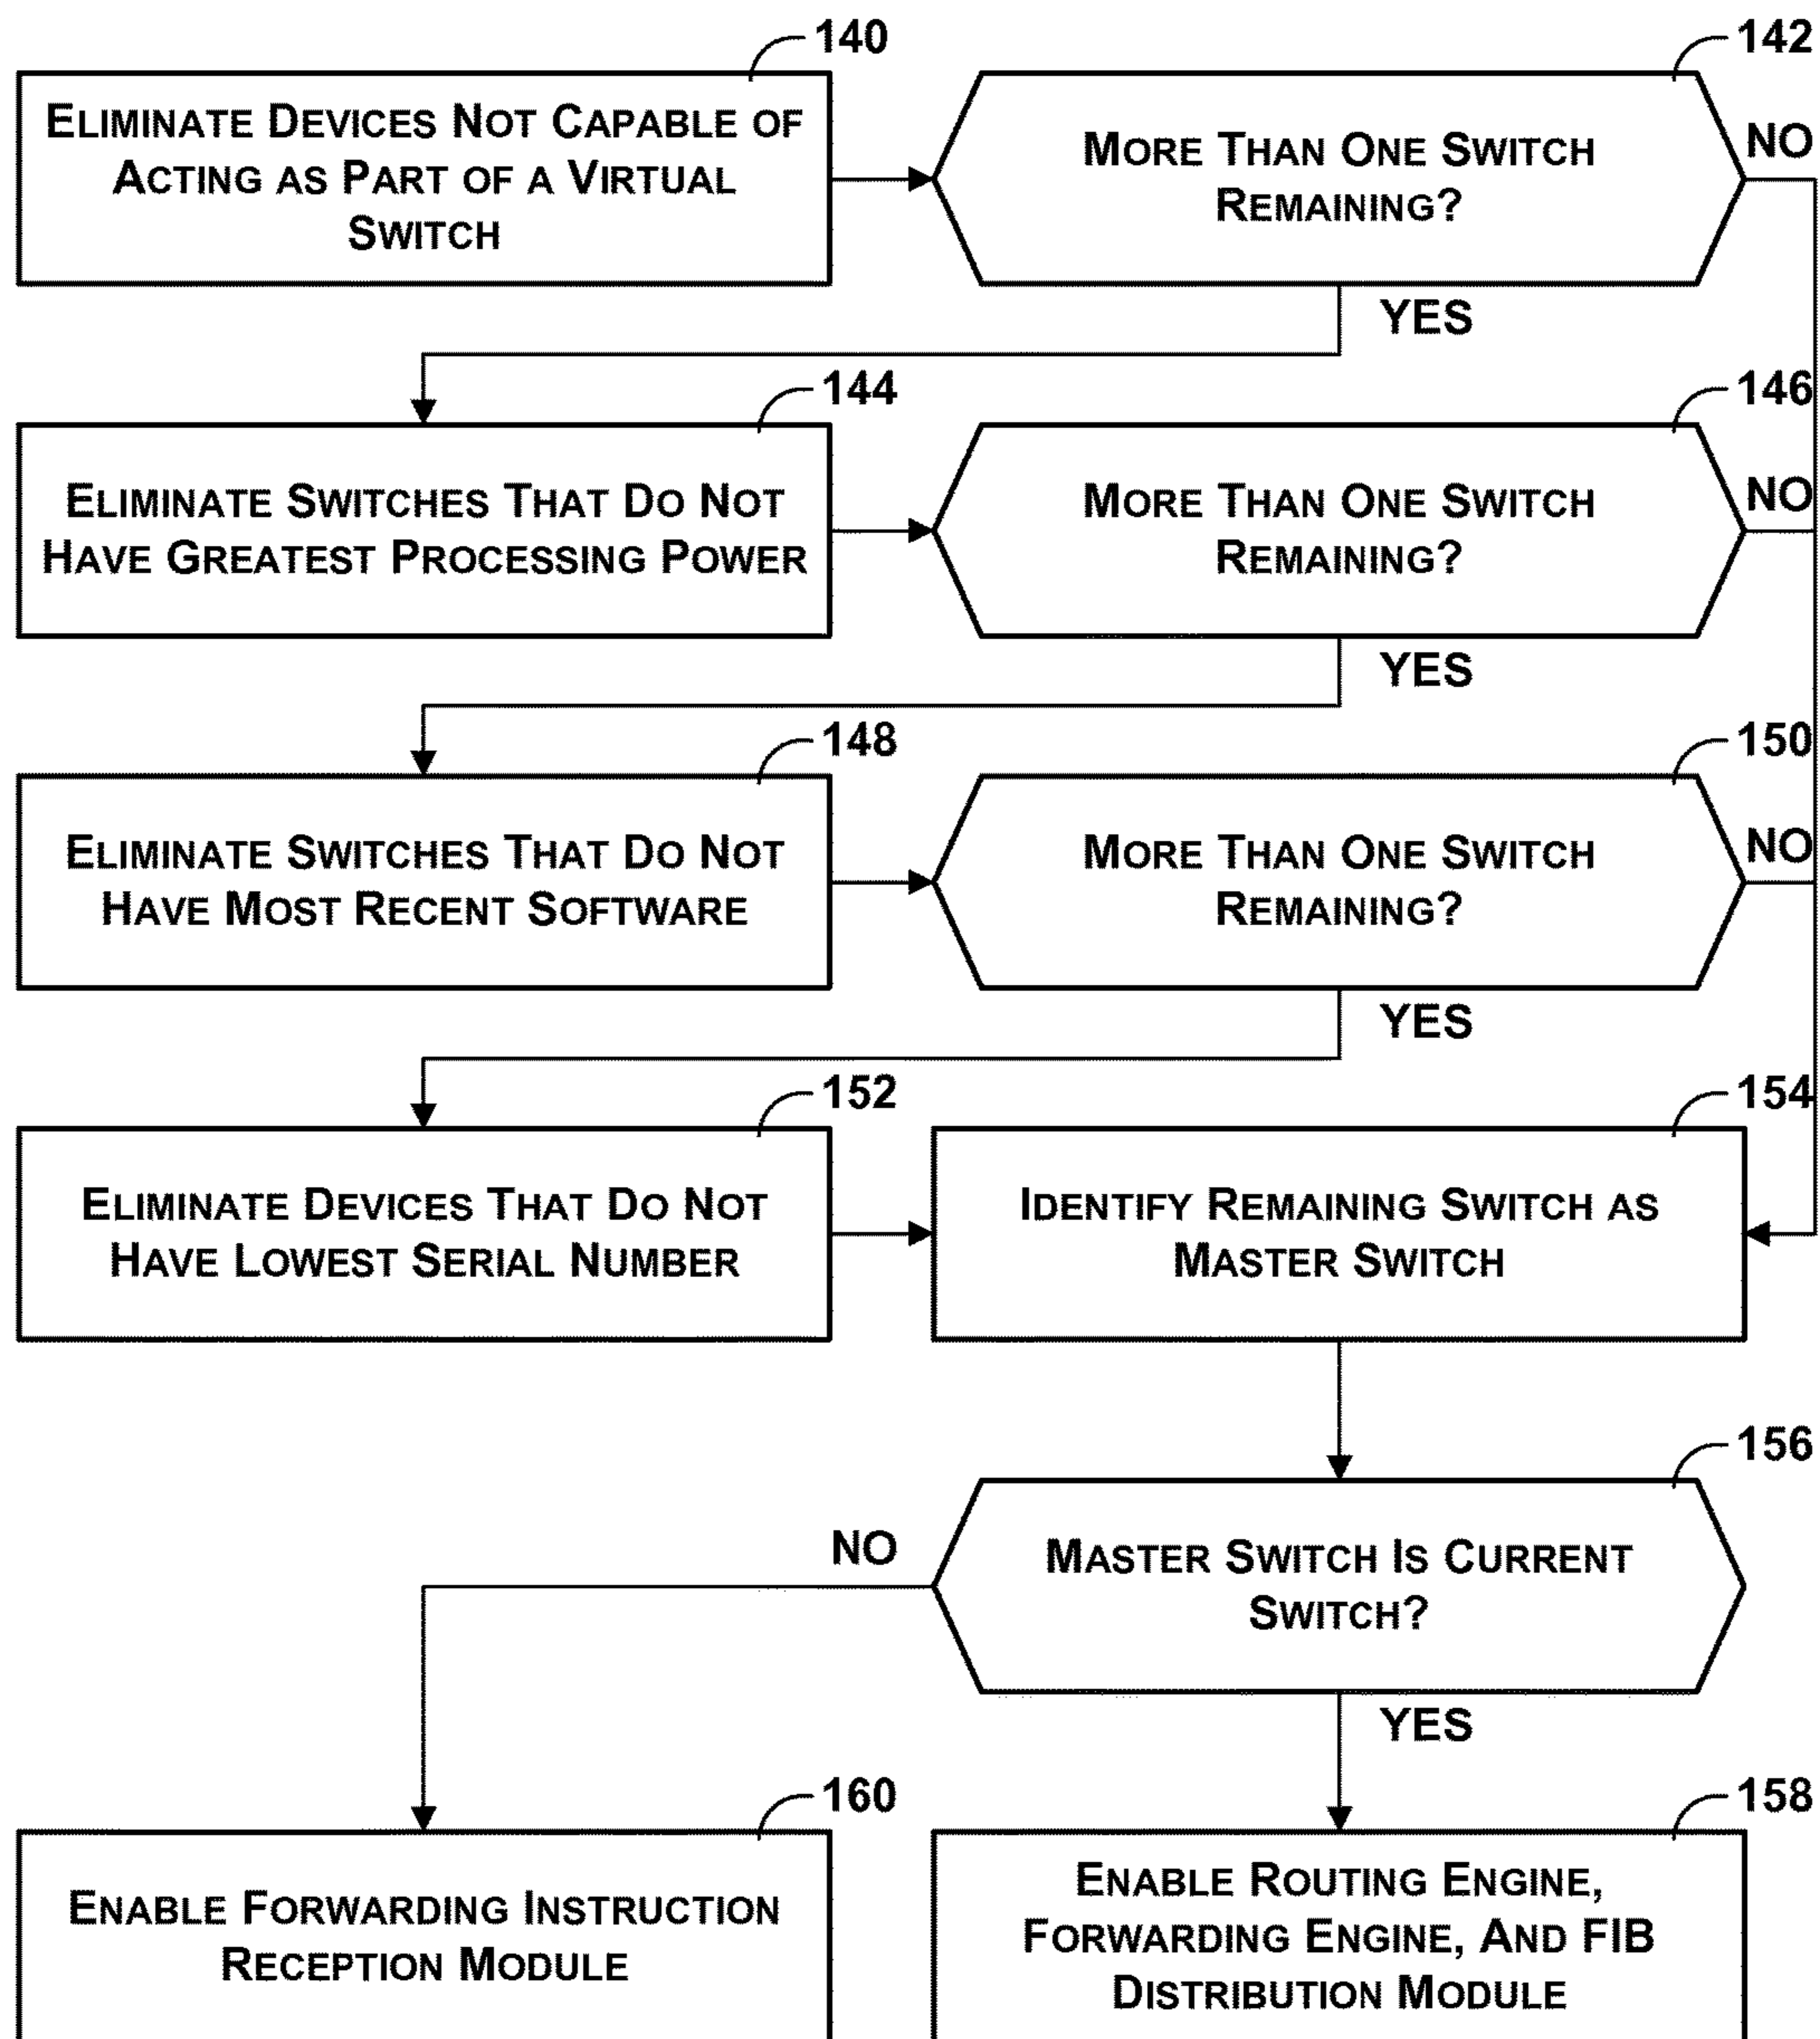 140
ELIMINATE DEVICES NOT CAPABLE OF
ACTING AS PART OF A VIRTUAL
SWITCH
142
MORE THAN ONE SWITCH
REMAINING?
NO
YES
144
ELIMINATE SWITCHES THAT DO NOT
HAVE GREATEST PROCESSING POWER
146
MORE THAN ONE SWITCH
REMAINING?
NO
YES
148
ELIMINATE SWITCHES THAT DO NOT
HAVE MOST RECENT SOFTWARE
150
MORE THAN ONE SWITCH
REMAINING?
NO
YES
152
ELIMINATE DEVICES THAT DO NOT
HAVE LOWEST SERIAL NUMBER
154
IDENTIFY REMAINING SWITCH AS
MASTER SWITCH
156
MASTER SWITCH IS CURRENT
SWITCH?
NO
YES
160
ENABLE FORWARDING INSTRUCTION
RECEPTION MODULE
158
ENABLE ROUTING ENGINE,
FORWARDING ENGINE, AND FIB
DISTRIBUTION MODULE